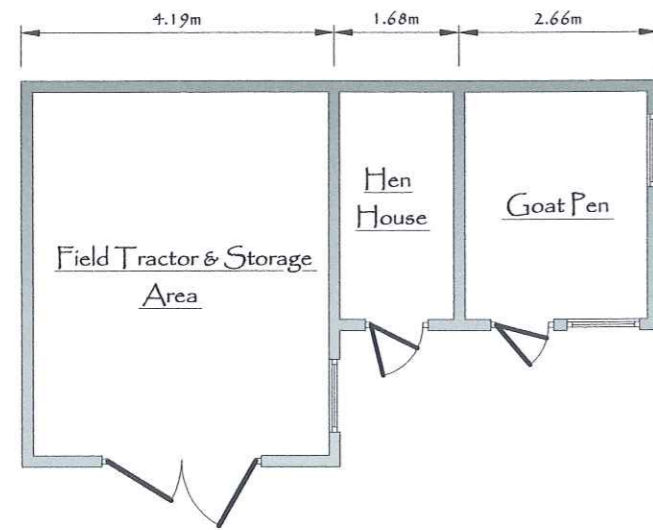 4.19m 1.68m 2.66m
Hen
House
Goat Pen
Field Tractor & Storage
Area